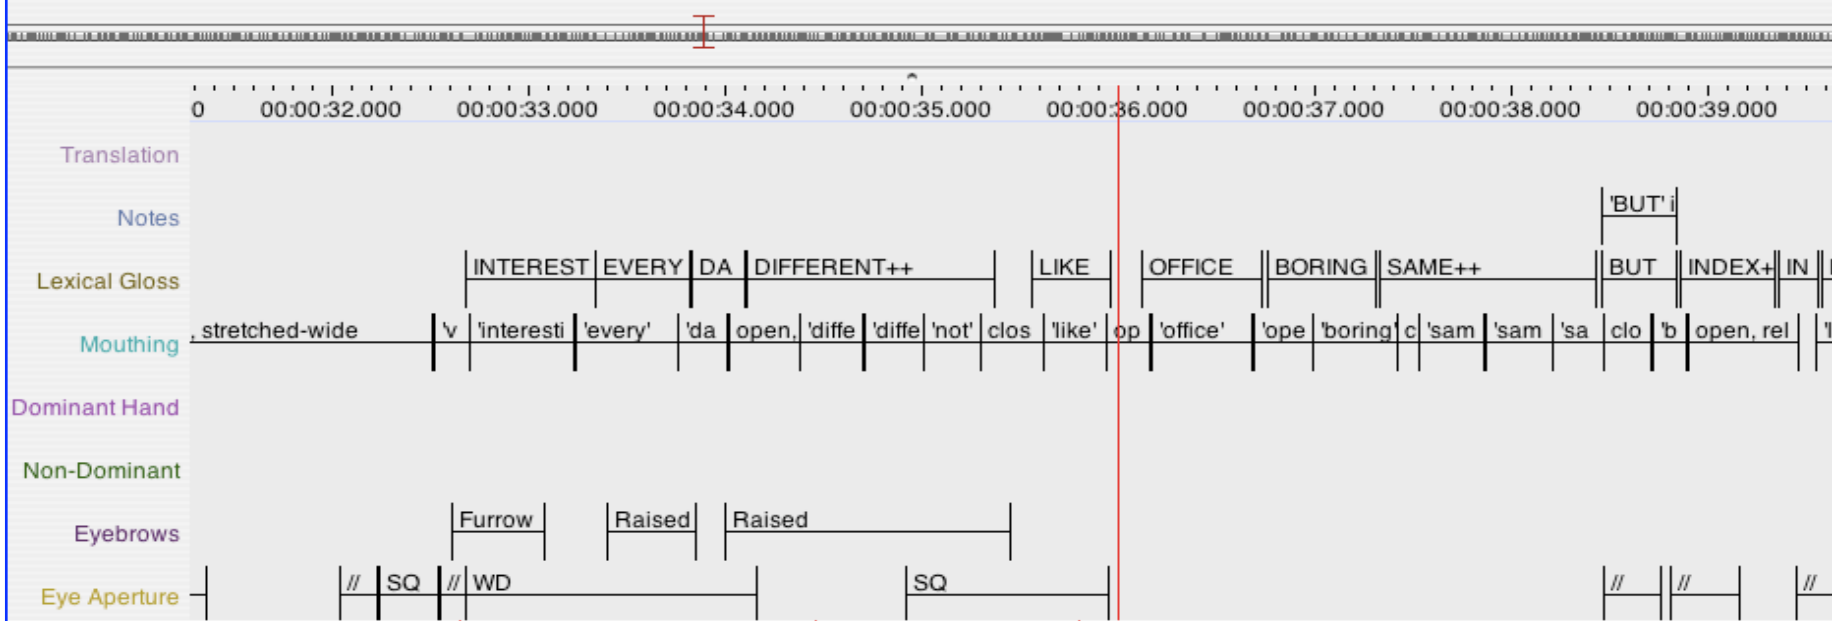 0 00:00:32.000 00:00:33.000 00:00:34.000 00:00:35.000 00:00:36.000 00:00:37.000 00:00:38.000 00:00:39.000
Translation
Notes 'BUT' i
Lexical Gloss INTEREST EVERY DA DIFFERENT++ LIKE OFFICE BORING SAME++ BUT INDEX+ IN
Mouthing , stretched-wide 'v 'interesti 'every' 'da open, 'diffe 'diffe 'not' clos 'like' op 'office' 'ope 'boring' c 'sam 'sam 'sa clo 'b open, rel
Dominant Hand
Non-Dominant
Eyebrows Furrow Raised Raised
Eye Aperture // SQ // WD SQ // // //